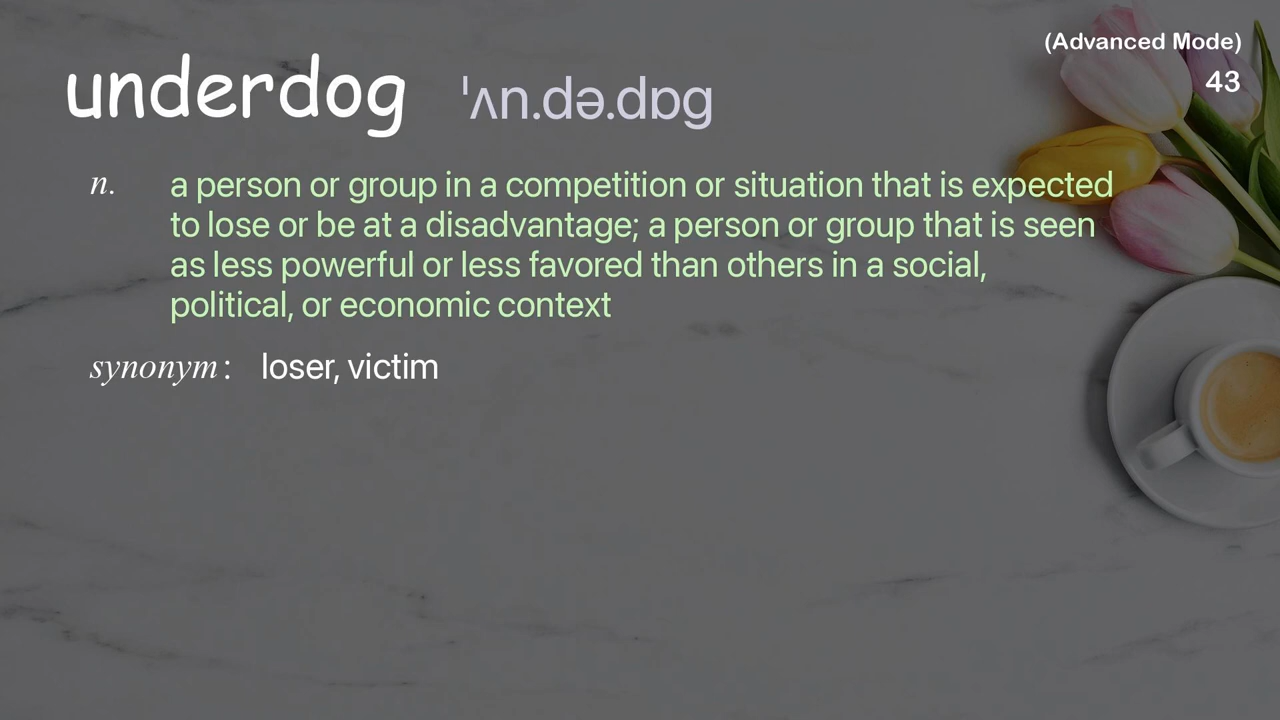 (Advanced Mode)
43
underdog ˈʌn.də.dɒg
n. a person or group in a competition or situation that is expected
to lose or be at a disadvantage; a person or group that is seen
as less powerful or less favored than others in a social,
political, or economic context
synonym: loser, victim